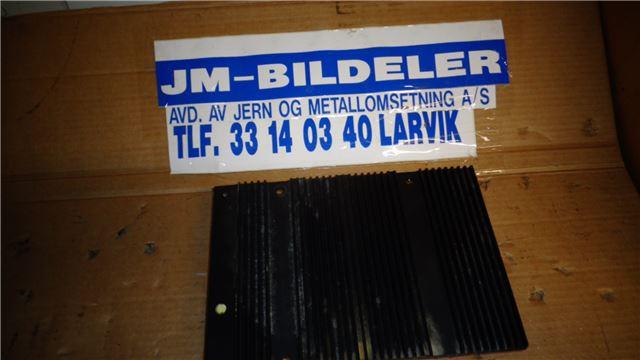 JM-BILDELER
AVD. AV JERN OG METALLOMSETNING A/S
TLF. 33 14 03 40 LARVIK